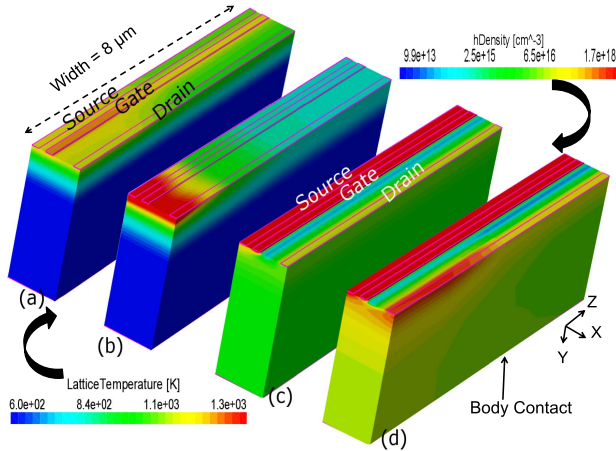 hDensity [cm^-3]
9.9e+13 2.5e+15 6.5e+16 1.7e+18
Width = 8 μm
Source
Gate
Drain
Source
Gate
Drain
(a)
(b)
(c)
(d)
Z
X
Y
LatticeTemperature [K]
6.0e+02 8.4e+02 1.1e+03 1.3e+03
Body Contact